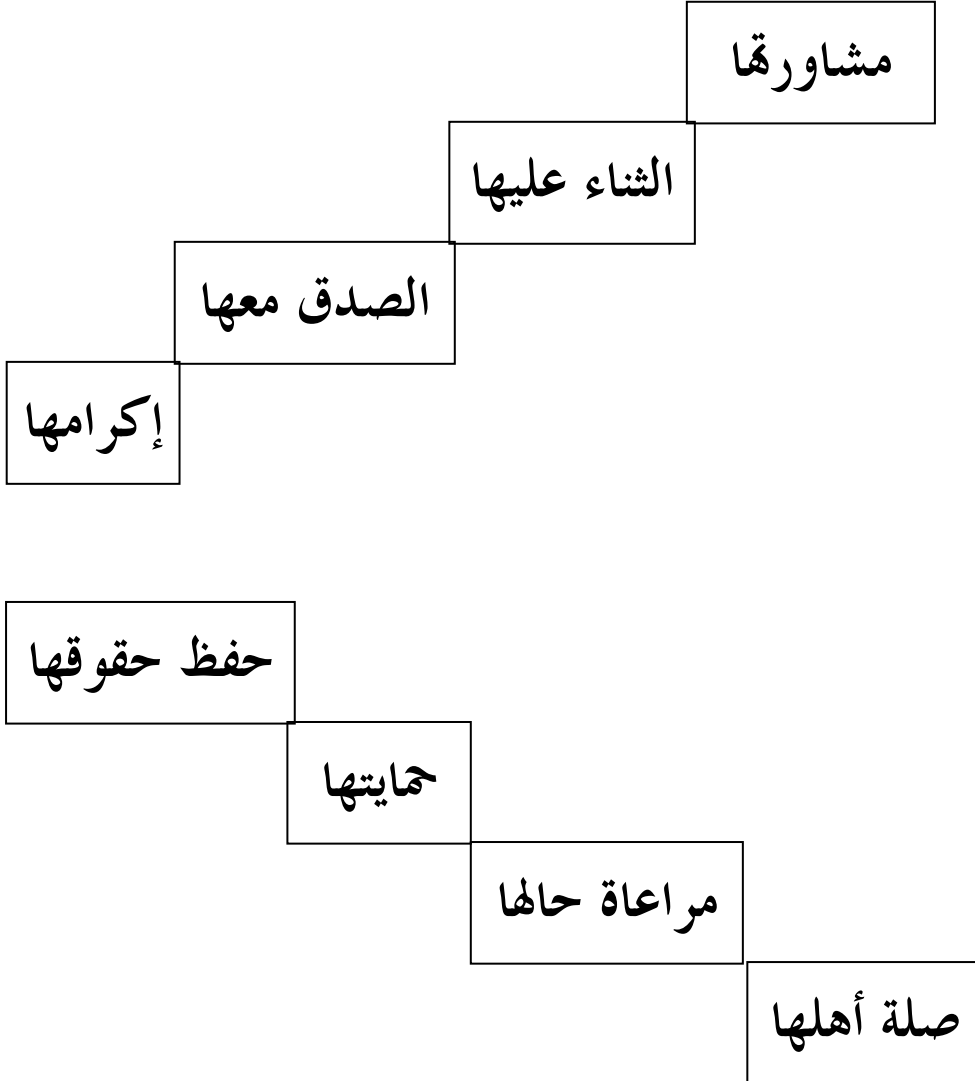 مشاورتها
الثناء عليها
الصدق معها
إكرامها
حفظ حقوقها
حمايتها
مراعاة حالها
صلة أهلها